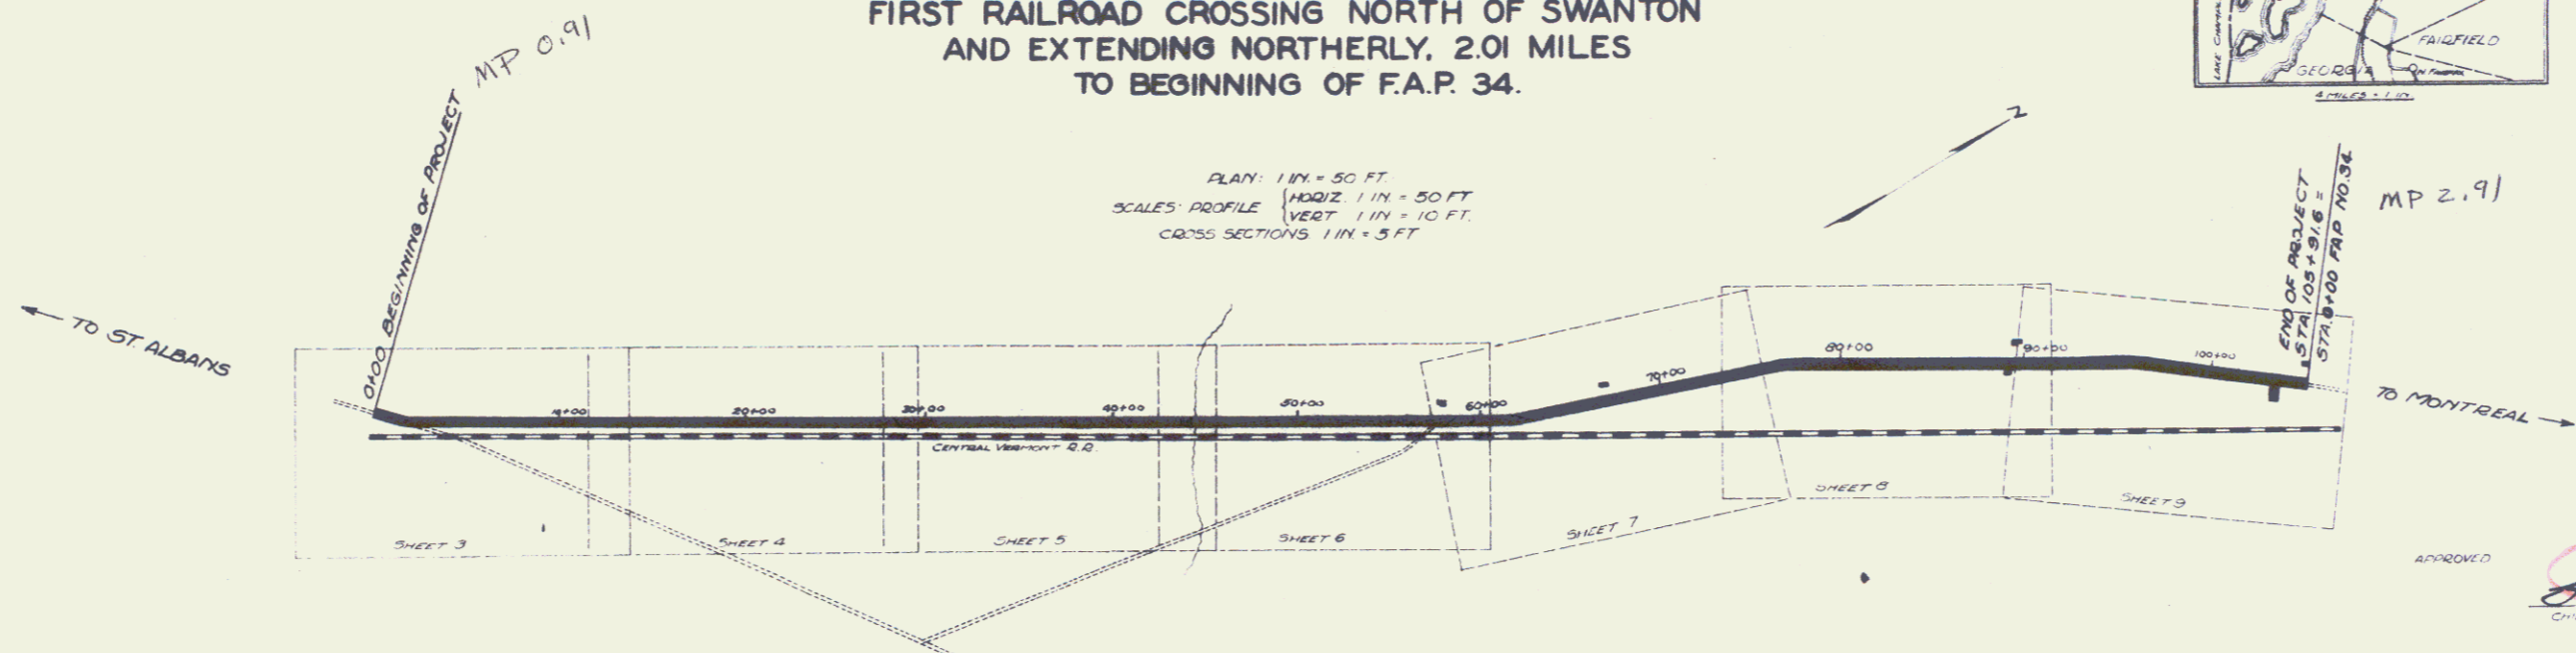 FIRST RAILROAD CROSSING NORTH OF SWANTON
AND EXTENDING NORTHERLY, 2.01 MILES
TO BEGINNING OF F.A.P. 34.
LAKE
FAIRFIELD
GEORGIA
4 MILES = 1 IN.
MP 0.91
0+00 BEGINNING OF PROJECT
PLAN: 1 IN. = 50 FT.
SCALES: PROFILE
HORIZ. 1 IN. = 50 FT
VERT 1 IN = 10 FT.
CROSS SECTIONS 1 IN. = 5 FT
N
END OF PROJECT
STA. 105+91.6 =
STA. 0+00 FAP NO. 34
MP 2.91
TO ST. ALBANS
TO MONTREAL
10+00
20+00
30+00
40+00
50+00
60+00
70+00
80+00
90+00
100+00
CENTRAL VERMONT R.R.
SHEET 3
SHEET 4
SHEET 5
SHEET 6
SHEET 7
SHEET 8
SHEET 9
APPROVED